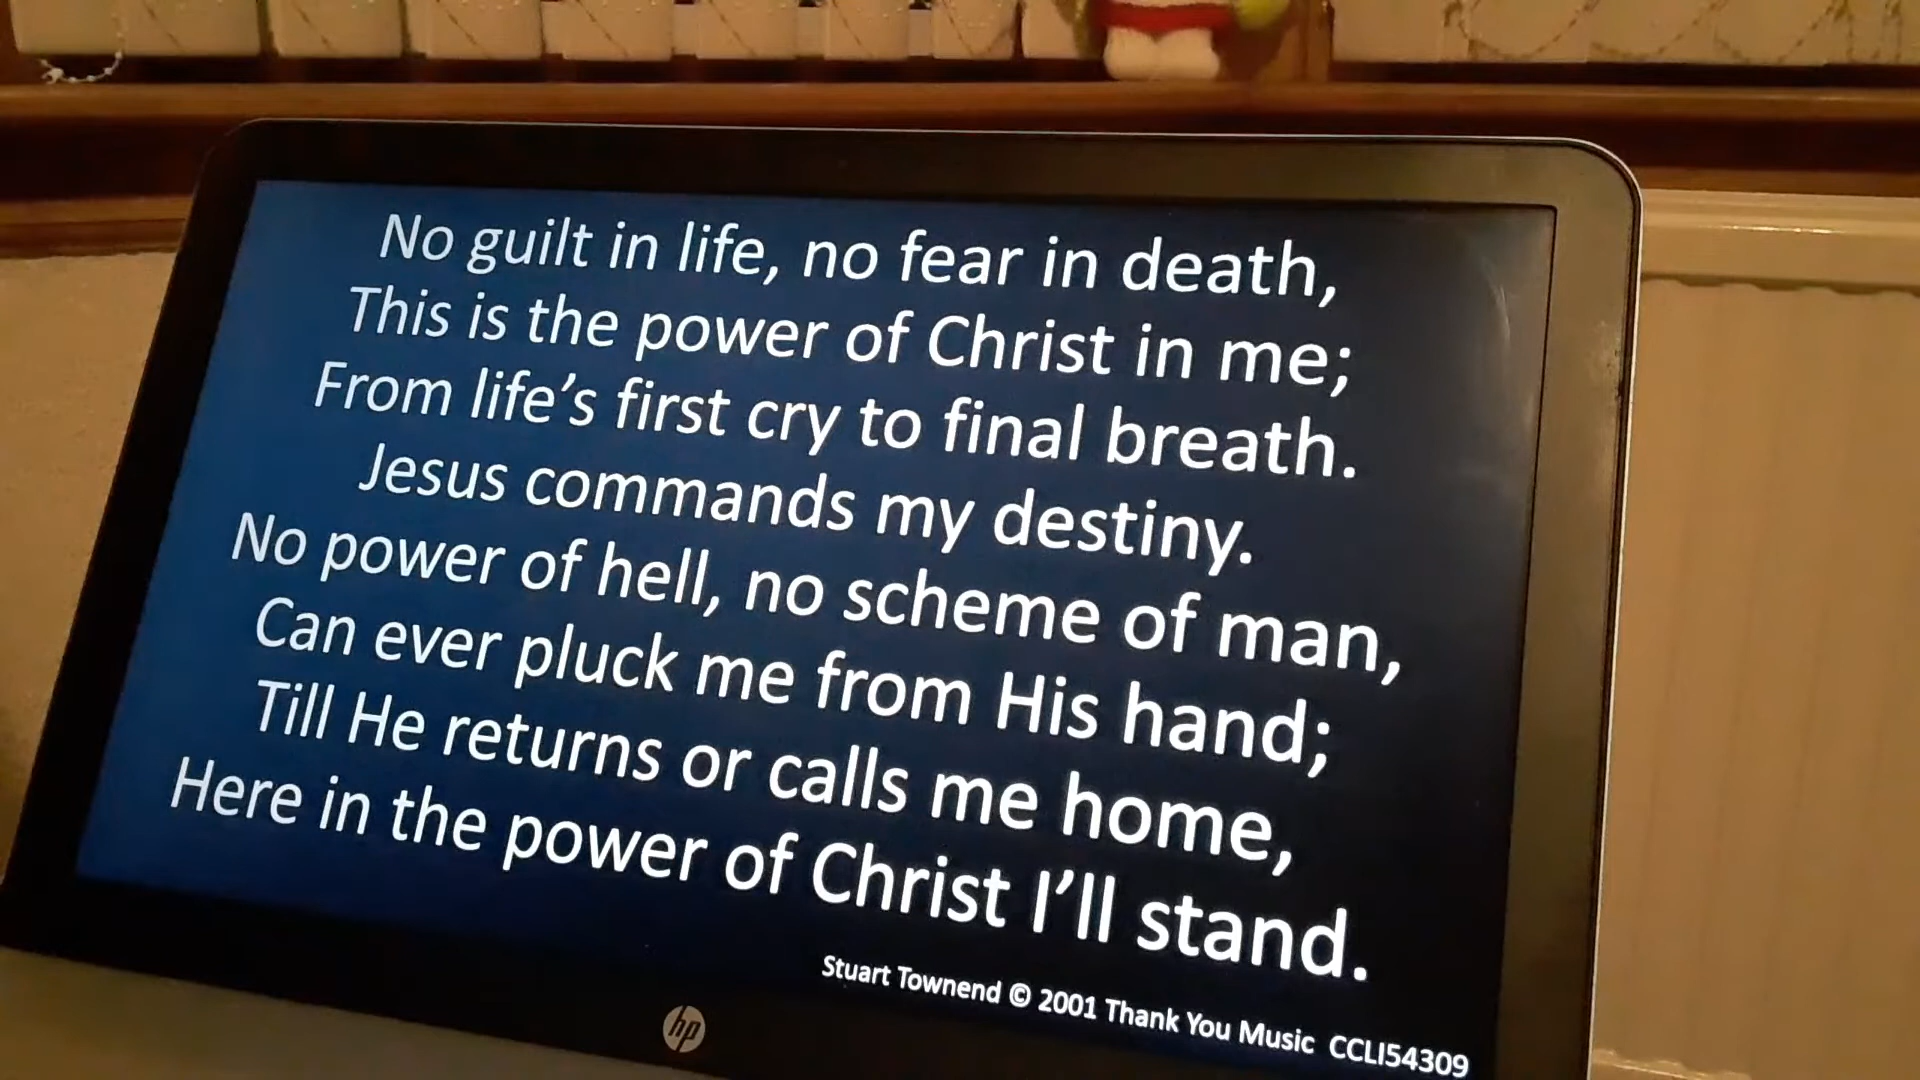 No guilt in life, no fear in death,
This is the power of Christ in me;
From life's first cry to final breath.
Jesus commands my destiny.
No power of hell, no scheme of man,
Can ever pluck me from His hand;
Till He returns or calls me home,
Here in the power of Christ I'll stand.
Stuart Townend © 2001 Thank You Music CCLI54309
hp